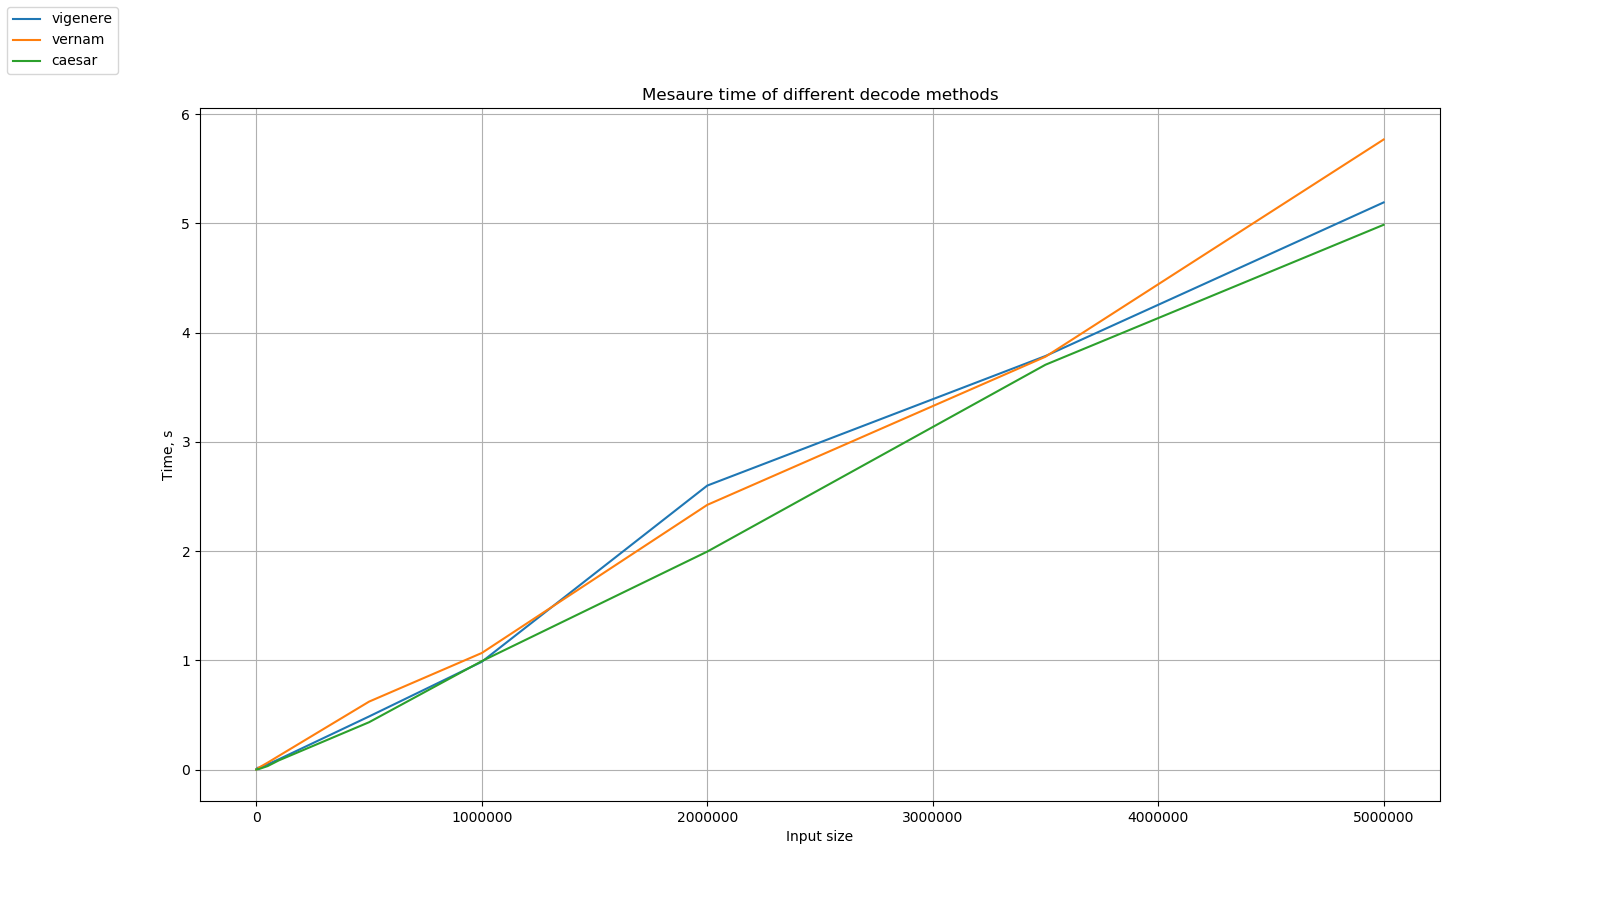 vigenere
vernam
caesar
Mesaure time of different decode methods
6
5
4
3
2
1
0
Time, s
0 1000000 2000000 3000000 4000000 5000000
Input size